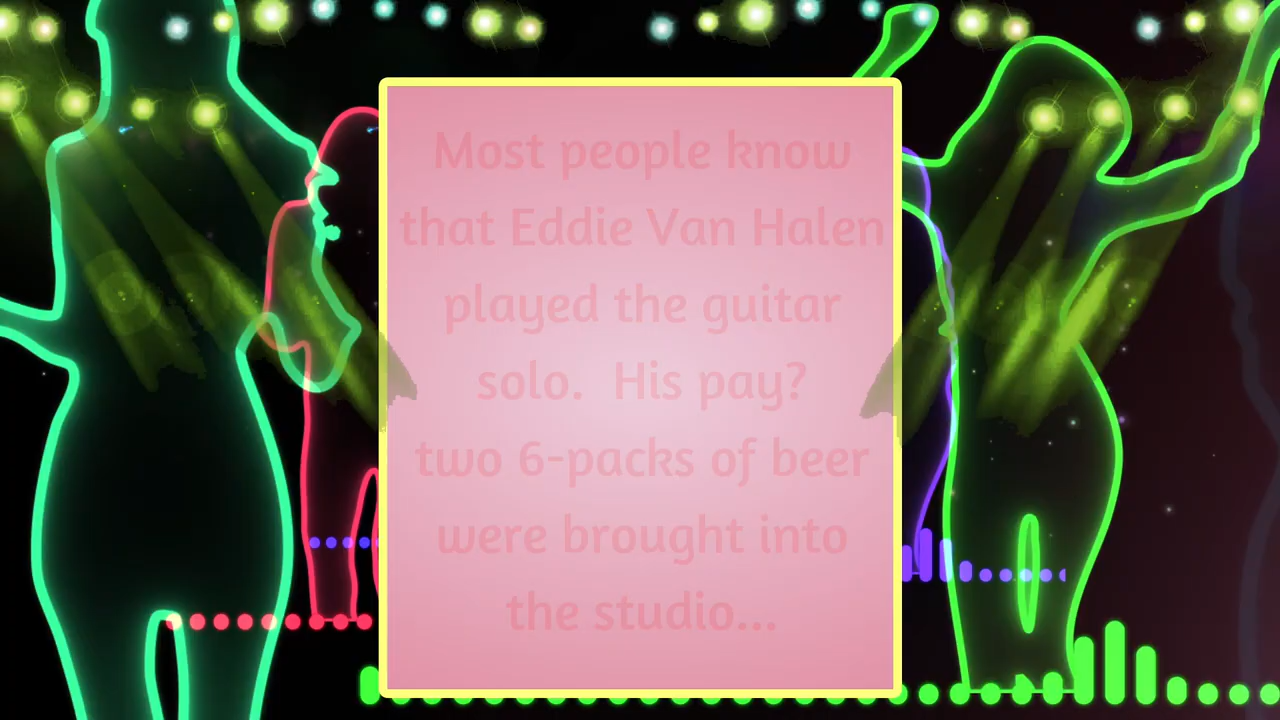 Most people know
that Eddie Van Halen
played the guitar
solo. His pay?
two 6-packs of beer
were brought into
the studio...